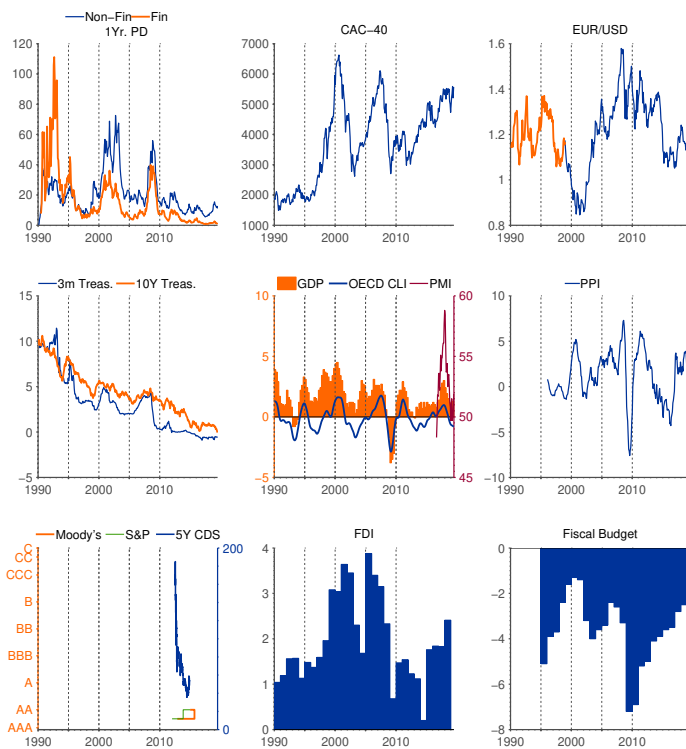 Non-Fin Fin
1Yr. PD
CAC-40
EUR/USD
120
100
80
60
40
20
0
1990 2000 2010
7000
6000
5000
4000
3000
2000
1000
1990 2000 2010
1.6
1.4
1.2
1
0.8
1990 2000 2010
3m Treas. 10Y Treas.
15
10
5
0
-5
1990 2000 2010
GDP OECD CLI PMI
10
5
0
-5
60
55
50
45
1990 2000 2010
PPI
10
5
0
-5
-10
1990 2000 2010
Moody's S&P 5Y CDS
C
CC
CCC
B
BB
BBB
A
AA
AAA
200
0
1990 2000 2010
FDI
4
3
2
1
0
1990 2000 2010
Fiscal Budget
0
-2
-4
-6
-8
1990 2000 2010